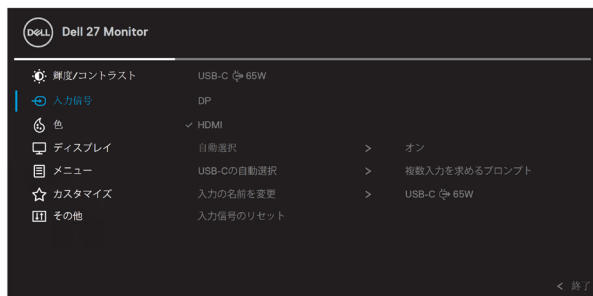 DELL Dell 27 Monitor
輝度/コントラスト USB-C 65W
入力信号 DP
色 ✓ HDMI
ディスプレイ 自動選択 > オン
メニュー USB-Cの自動選択 > 複数入力を求めるプロンプト
カスタマイズ 入力の名前を変更 > USB-C 65W
その他 入力信号のリセット
< 終了